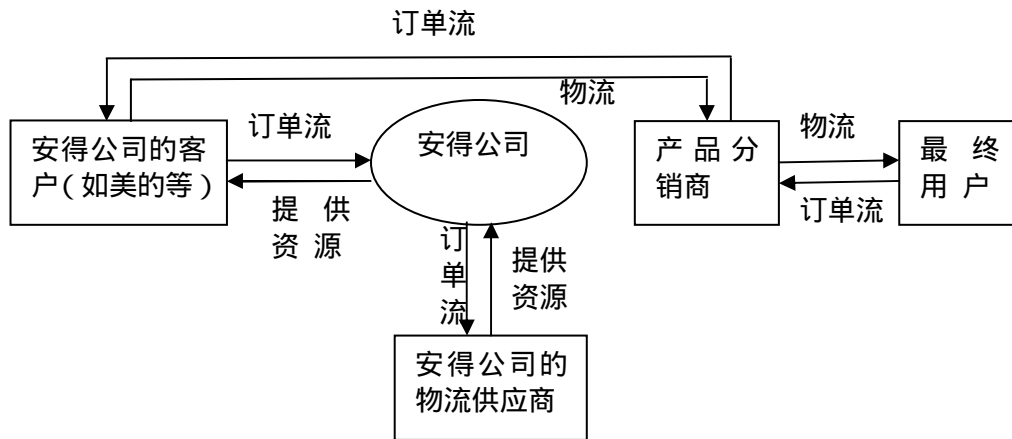 订单流
物流
订单流
安得公司的客
户(如美的等)
提 供
资 源
安得公司
产 品 分
销商
物流
订单流
最 终
用 户
订
单
流
提供
资源
安得公司的
物流供应商